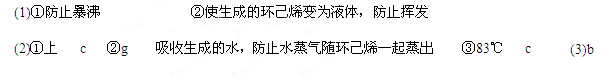 (1)①防止暴沸 ②使生成的环己烯变为液体，防止挥发
(2)①上 c ②g 吸收生成的水，防止水蒸气随环己烯一起蒸出 ③83℃ c (3)b